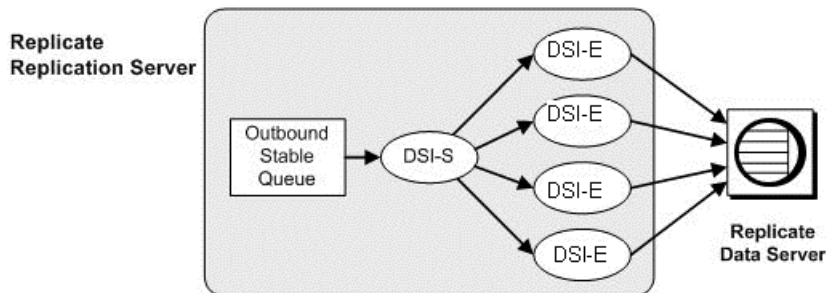 Replicate
Replication Server
Outbound
Stable
Queue
DSI-S
DSI-E
DSI-E
DSI-E
DSI-E
Replicate
Data Server